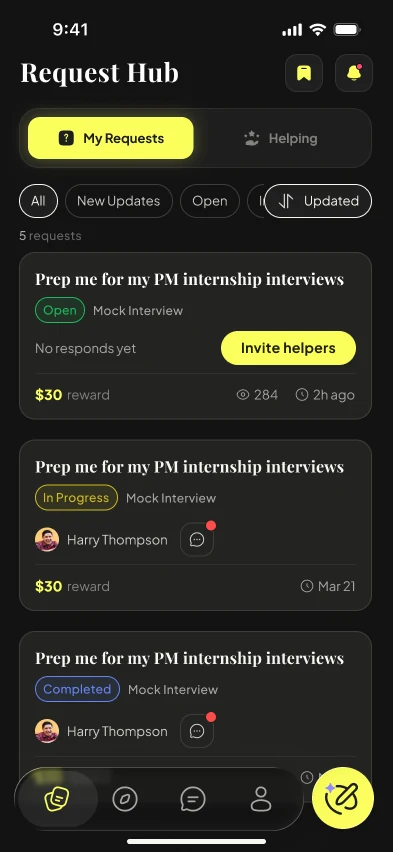 9:41
Request Hub
? My Requests
Helping
All
New Updates
Open
Updated
5 requests
Prep me for my PM internship interviews
Open
Mock Interview
No responds yet
Invite helpers
$30 reward
284
2h ago
Prep me for my PM internship interviews
In Progress
Mock Interview
Harry Thompson
$30 reward
Mar 21
Prep me for my PM internship interviews
Completed
Mock Interview
Harry Thompson